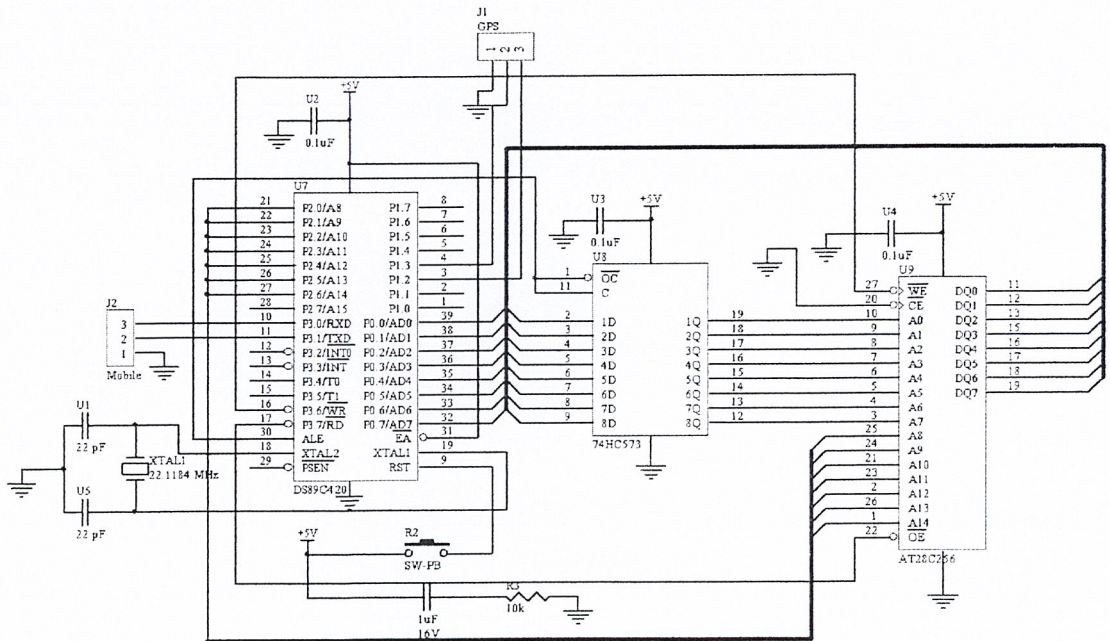 J1
GPS
1 2 3
+5V
U2
0.1uF
U7
21 P2.0/A8 P1.7 8
22 P2.1/A9 P1.6 7
23 P2.2/A10 P1.5 6
24 P2.3/A11 P1.4 5
25 P2.4/A12 P1.3 4
26 P2.5/A13 P1.2 3
27 P2.6/A14 P1.1 2
28 P2.7/A15 P1.0 1
10 P3.0/RXD P0.0/AD0 39
11 P3.1/TXD P0.1/AD1 38
12 P3.2/INT0 P0.2/AD2 37
13 P3.3/INT P0.3/AD3 36
14 P3.4/T0 P0.4/AD4 35
15 P3.5/T1 P0.5/AD5 34
16 P3.6/WR P0.6/AD6 33
17 P3.7/RD P0.7/AD7 32
30 ALE EA 31
18 XTAL2 XTAL1 19
29 PSEN RST 9
DS89C420
J2
3
2
1
Mobile
U1
22 pF
XTAL1
22.1184 MHz
U5
22 pF
+5V
R2
SW-PB
1uF
16V
R3
10k
+5V
U3
0.1uF
U8
1 OC
11 C
2 1D 1Q 19
3 2D 2Q 18
4 3D 3Q 17
5 4D 4Q 16
6 5D 5Q 15
7 6D 6Q 14
8 7D 7Q 13
9 8D 8Q 12
74HC573
+5V
U4
0.1uF
U9
27 WE DQ0 11
20 CE DQ1 12
10 A0 DQ2 13
9 A1 DQ3 15
8 A2 DQ4 16
7 A3 DQ5 17
6 A4 DQ6 18
5 A5 DQ7 19
4 A6
3 A7
25 A8
24 A9
21 A10
23 A11
2 A12
26 A13
1 A14
22 OE
AT28C256